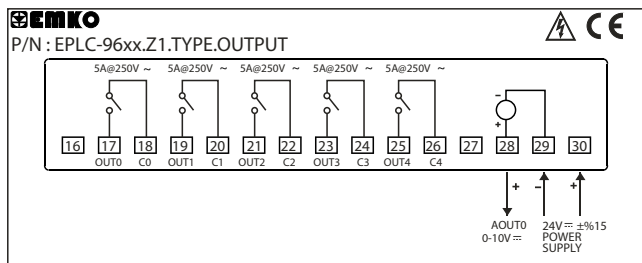 EMKO
P/N : EPLC-96xx.Z1.TYPE.OUTPUT
CE
5A@250V ~ 5A@250V ~ 5A@250V ~ 5A@250V ~ 5A@250V ~
− +
16 17 18 19 20 21 22 23 24 25 26 27 28 29 30
OUT0 C0 OUT1 C1 OUT2 C2 OUT3 C3 OUT4 C4
+ − +
AOUT0 24V⎓ ±%15
0-10V⎓ POWER
SUPPLY